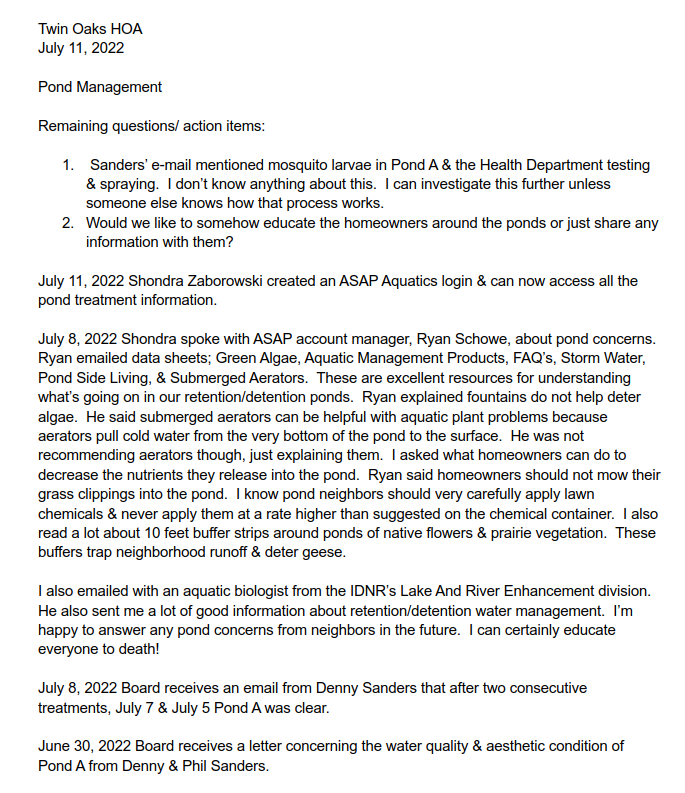 Twin Oaks HOA
July 11, 2022
Pond Management
Remaining questions/ action items:
1. Sanders' e-mail mentioned mosquito larvae in Pond A & the Health Department testing
& spraying. I don't know anything about this. I can investigate this further unless
someone else knows how that process works.
2. Would we like to somehow educate the homeowners around the ponds or just share any
information with them?
July 11, 2022 Shondra Zaborowski created an ASAP Aquatics login & can now access all the
pond treatment information.
July 8, 2022 Shondra spoke with ASAP account manager, Ryan Schowe, about pond concerns.
Ryan emailed data sheets; Green Algae, Aquatic Management Products, FAQ's, Storm Water,
Pond Side Living, & Submerged Aerators. These are excellent resources for understanding
what's going on in our retention/detention ponds. Ryan explained fountains do not help deter
algae. He said submerged aerators can be helpful with aquatic plant problems because
aerators pull cold water from the very bottom of the pond to the surface. He was not
recommending aerators though, just explaining them. I asked what homeowners can do to
decrease the nutrients they release into the pond. Ryan said homeowners should not mow their
grass clippings into the pond. I know pond neighbors should very carefully apply lawn
chemicals & never apply them at a rate higher than suggested on the chemical container. I also
read a lot about 10 feet buffer strips around ponds of native flowers & prairie vegetation. These
buffers trap neighborhood runoff & deter geese.
I also emailed with an aquatic biologist from the IDNR's Lake And River Enhancement division.
He also sent me a lot of good information about retention/detention water management. I'm
happy to answer any pond concerns from neighbors in the future. I can certainly educate
everyone to death!
July 8, 2022 Board receives an email from Denny Sanders that after two consecutive
treatments, July 7 & July 5 Pond A was clear.
June 30, 2022 Board receives a letter concerning the water quality & aesthetic condition of
Pond A from Denny & Phil Sanders.